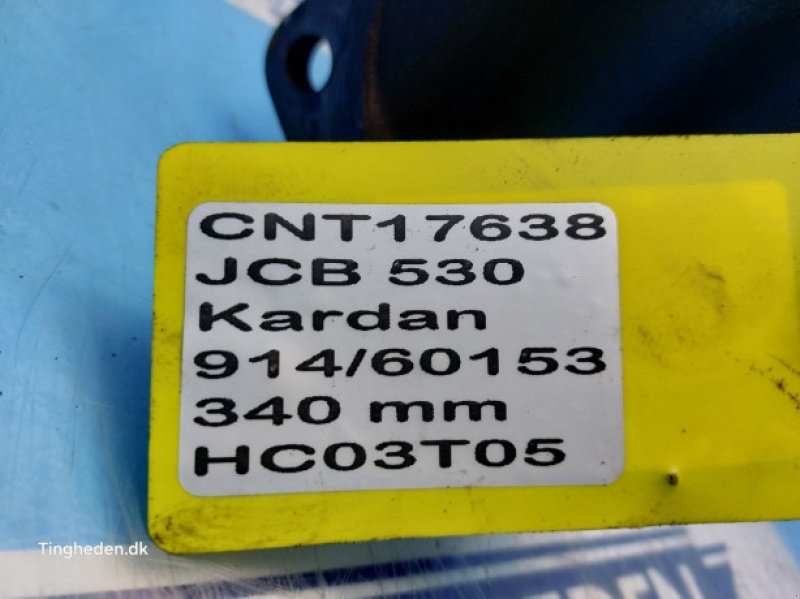 CNT17638
JCB 530
Kardan
914/60153
340 mm
HC03T05
Tingheden.dk